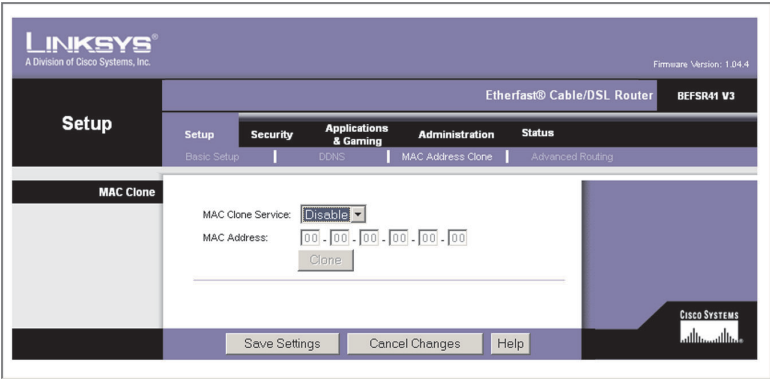 LINKSYS®
A Division of Cisco Systems, Inc.
Firmware Version: 1.04.4
Etherfast® Cable/DSL Router BEFSR41 V3
Setup
Setup Security Applications & Gaming Administration Status
Basic Setup DDNS MAC Address Clone Advanced Routing
MAC Clone
MAC Clone Service: Disable
MAC Address: 00 - 00 - 00 - 00 - 00 - 00
Clone
CISCO SYSTEMS
Save Settings Cancel Changes Help